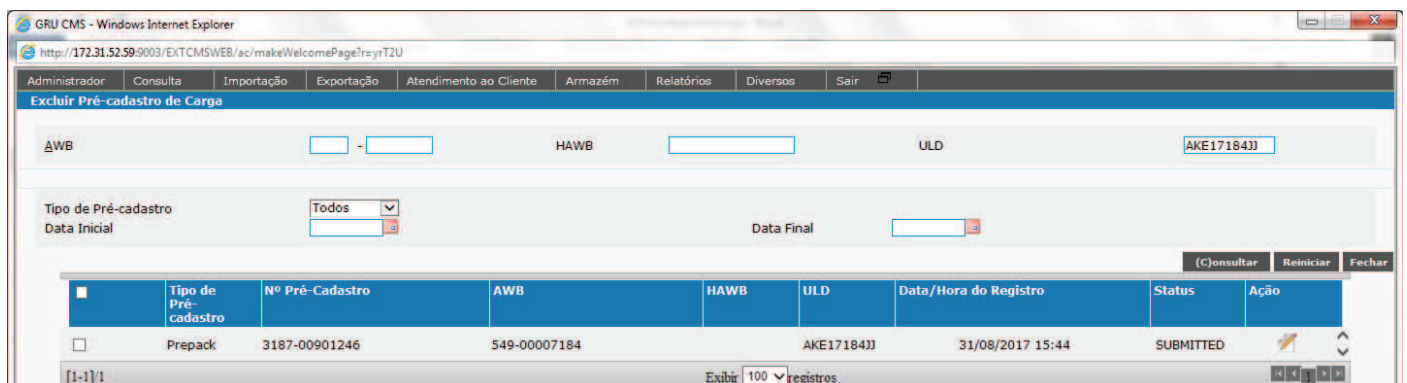 GRU CMS - Windows Internet Explorer
http://172.31.52.59:9003/EXTCMSWEB/ac/makeWelcomePage?r=yrT2U
Administrador Consulta Importação Exportação Atendimento ao Cliente Armazém Relatórios Diversos Sair
Excluir Pré-cadastro de Carga
AWB - HAWB ULD AKE17184JJ
Tipo de Pré-cadastro Todos
Data Inicial Data Final
(C)onsultar Reiniciar Fechar
Tipo de Pré-cadastro Nº Pré-Cadastro AWB HAWB ULD Data/Hora do Registro Status Ação
Prepack 3187-00901246 549-00007184 AKE17184JJ 31/08/2017 15:44 SUBMITTED
[1-1]/1 Exibir 100 registros 1